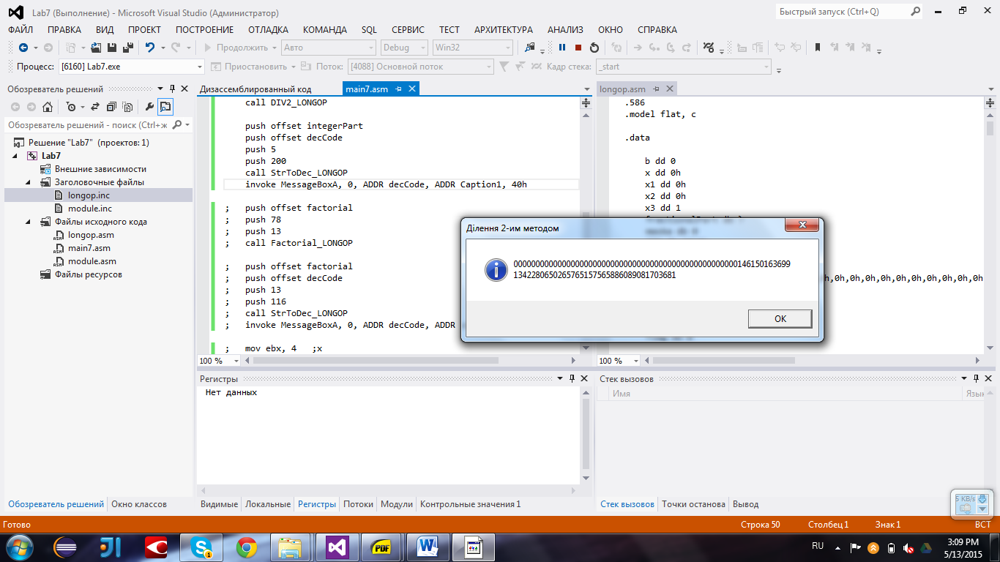 Lab7 (Выполнение) - Microsoft Visual Studio (Администратор)
Быстрый запуск (Ctrl+Q)
ФАЙЛ ПРАВКА ВИД ПРОЕКТ ПОСТРОЕНИЕ ОТЛАДКА КОМАНДА SQL СЕРВИС ТЕСТ АРХИТЕКТУРА АНАЛИЗ ОКНО СПРАВКА
Продолжить Авто Debug Win32
Процесс: [6160] Lab7.exe Приостановить Поток: [4088] Основной поток Кадр стека: _start
Обозреватель решений
Обозреватель решений - поиск (Ctrl+ж
Решение "Lab7" (проектов: 1)
Lab7
Внешние зависимости
Заголовочные файлы
longop.inc
module.inc
Файлы исходного кода
longop.asm
main7.asm
module.asm
Файлы ресурсов
Обозреватель решений Окно классов
Дизассемблированный код main7.asm
call DIV2_LONGOP
push offset integerPart
push offset decCode
push 5
push 200
call StrToDec_LONGOP
invoke MessageBoxA, 0, ADDR decCode, ADDR Caption1, 40h
; push offset factorial
; push 78
; push 13
; call Factorial_LONGOP
; push offset factorial
; push offset decCode
; push 13
; push 116
; call StrToDec_LONGOP
; invoke MessageBoxA, 0, ADDR decCode, ADDR
; mov ebx, 4 ;x
100 %
longop.asm
.586
.model flat, c
.data
b dd 0
x dd 0h
x1 dd 0h
x2 dd 0h
x3 dd 1
h,0h,0h,0h,0h,0h,0h,0h,0h
100 %
Ділення 2-им методом
OK
Регистры
Нет данных
Видимые Локальные Регистры Потоки Модули Контрольные значения 1
Стек вызовов
Имя Язык
Стек вызовов Точки останова Вывод
5 KB/s
Готово Строка 50 Столбец 1 Знак 1 ВСТ
PDF
1
RU
3:09 PM
5/13/2015